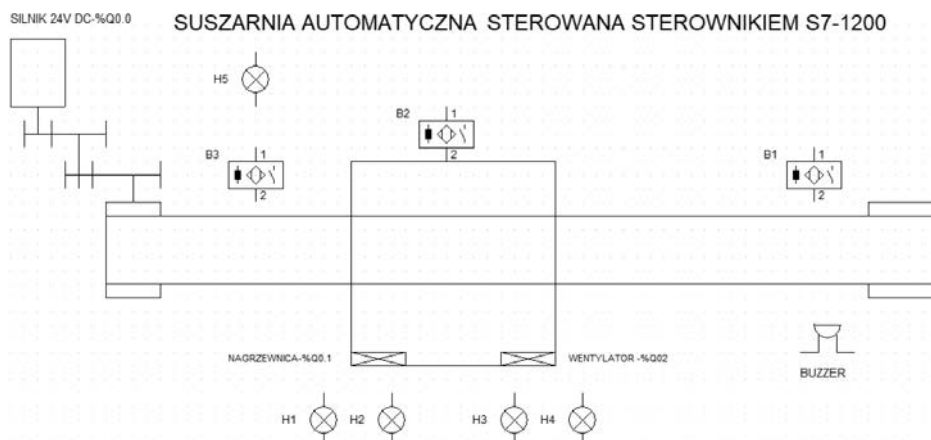 SILNIK 24V DC-%Q0.0
SUSZARNIA AUTOMATYCZNA STEROWANA STEROWNIKIEM S7-1200
H5
B2
1
2
B3
1
2
B1
1
2
NAGRZEWNICA-%Q0.1
WENTYLATOR -%Q02
BUZZER
H1
H2
H3
H4